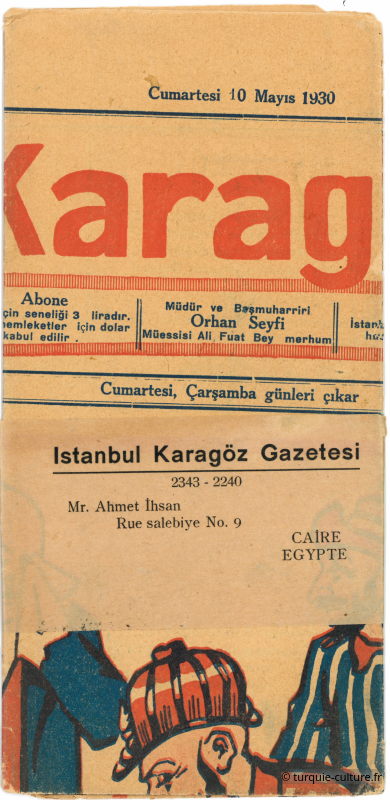 Cumartesi 10 Mayıs 1930
Karag
Abone
çin seneliği 3 liradır.
nemleketler için dolar
kabul edilir .
Müdür ve Başmuharriri
Orhan Seyfi
Müessisi Ali Fuat Bey merhum
İstanb
Cumartesi, Çarşamba günleri çıkar
Istanbul Karagöz Gazetesi
2343 - 2240
Mr. Ahmet İhsan
Rue salebiye No. 9
CAİRE
EGYPTE
© turquie-culture.fr